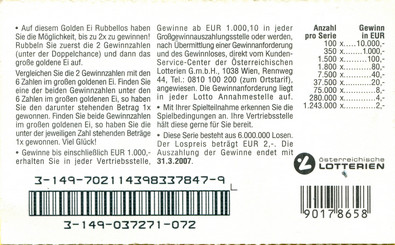 • Auf diesem Golden Ei Rubbellos haben
Sie die Möglichkeit, bis zu 2x zu gewinnen!
Rubbeln Sie zuerst die 2 Gewinnzahlen
(unter der Doppelchance) und dann das
große goldene Ei auf.
Vergleichen Sie die 2 Gewinnzahlen mit den
6 Zahlen im großen goldenen Ei. Finden Sie
eine der beiden Gewinnzahlen unter den
6 Zahlen im großen goldenen Ei, so haben
Sie den darunter stehenden Betrag 1x
gewonnen. Finden Sie beide Gewinnzahlen
im großen goldenen Ei, so haben Sie die
unter der jeweiligen Zahl stehenden Beträge
1x gewonnen. Viel Glück!
• Gewinne bis einschließlich EUR 1.000,-
erhalten Sie in jeder Vertriebsstelle,
Gewinne ab EUR 1.000,10 in jeder
Großgewinnauszahlungsstelle oder werden,
nach Übermittlung einer Gewinnanforderung
und des Gewinnloses, direkt vom Kunden-
Service-Center der Österreichischen
Lotterien G.m.b.H., 1038 Wien, Rennweg
44, Tel.: 0810 100 200 (zum Ortstarif),
angewiesen. Die Gewinnanforderung liegt
in jeder Lotto Annahmestelle auf.
• Mit Ihrer Spielteilnahme erkennen Sie die
Spielbedingungen an. Ihre Vertriebsstelle
hält diese gerne für Sie bereit.
• Diese Serie besteht aus 6.000.000 Losen.
Der Lospreis beträgt EUR 2,-. Die
Auszahlung der Gewinne endet mit
31.3.2007.
Anzahl Gewinn
pro Serie in EUR
100 x.....10.000,-
350 x.......1.000,-
1.500 x..........100,-
1.800 x............80,-
7.500 x............40,-
37.500 x............20,-
75.000 x..............8,-
280.000 x..............4,-
1.243.000 x..............2,-
österreichische
LOTTERIEN
3-149-702114398337847-9
L
3-149-037271-072
90178658